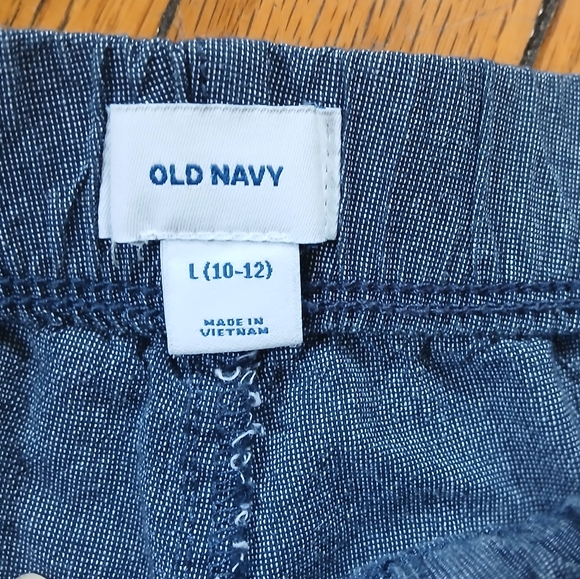 OLD NAVY
L (10-12)
MADE IN
VIETNAM